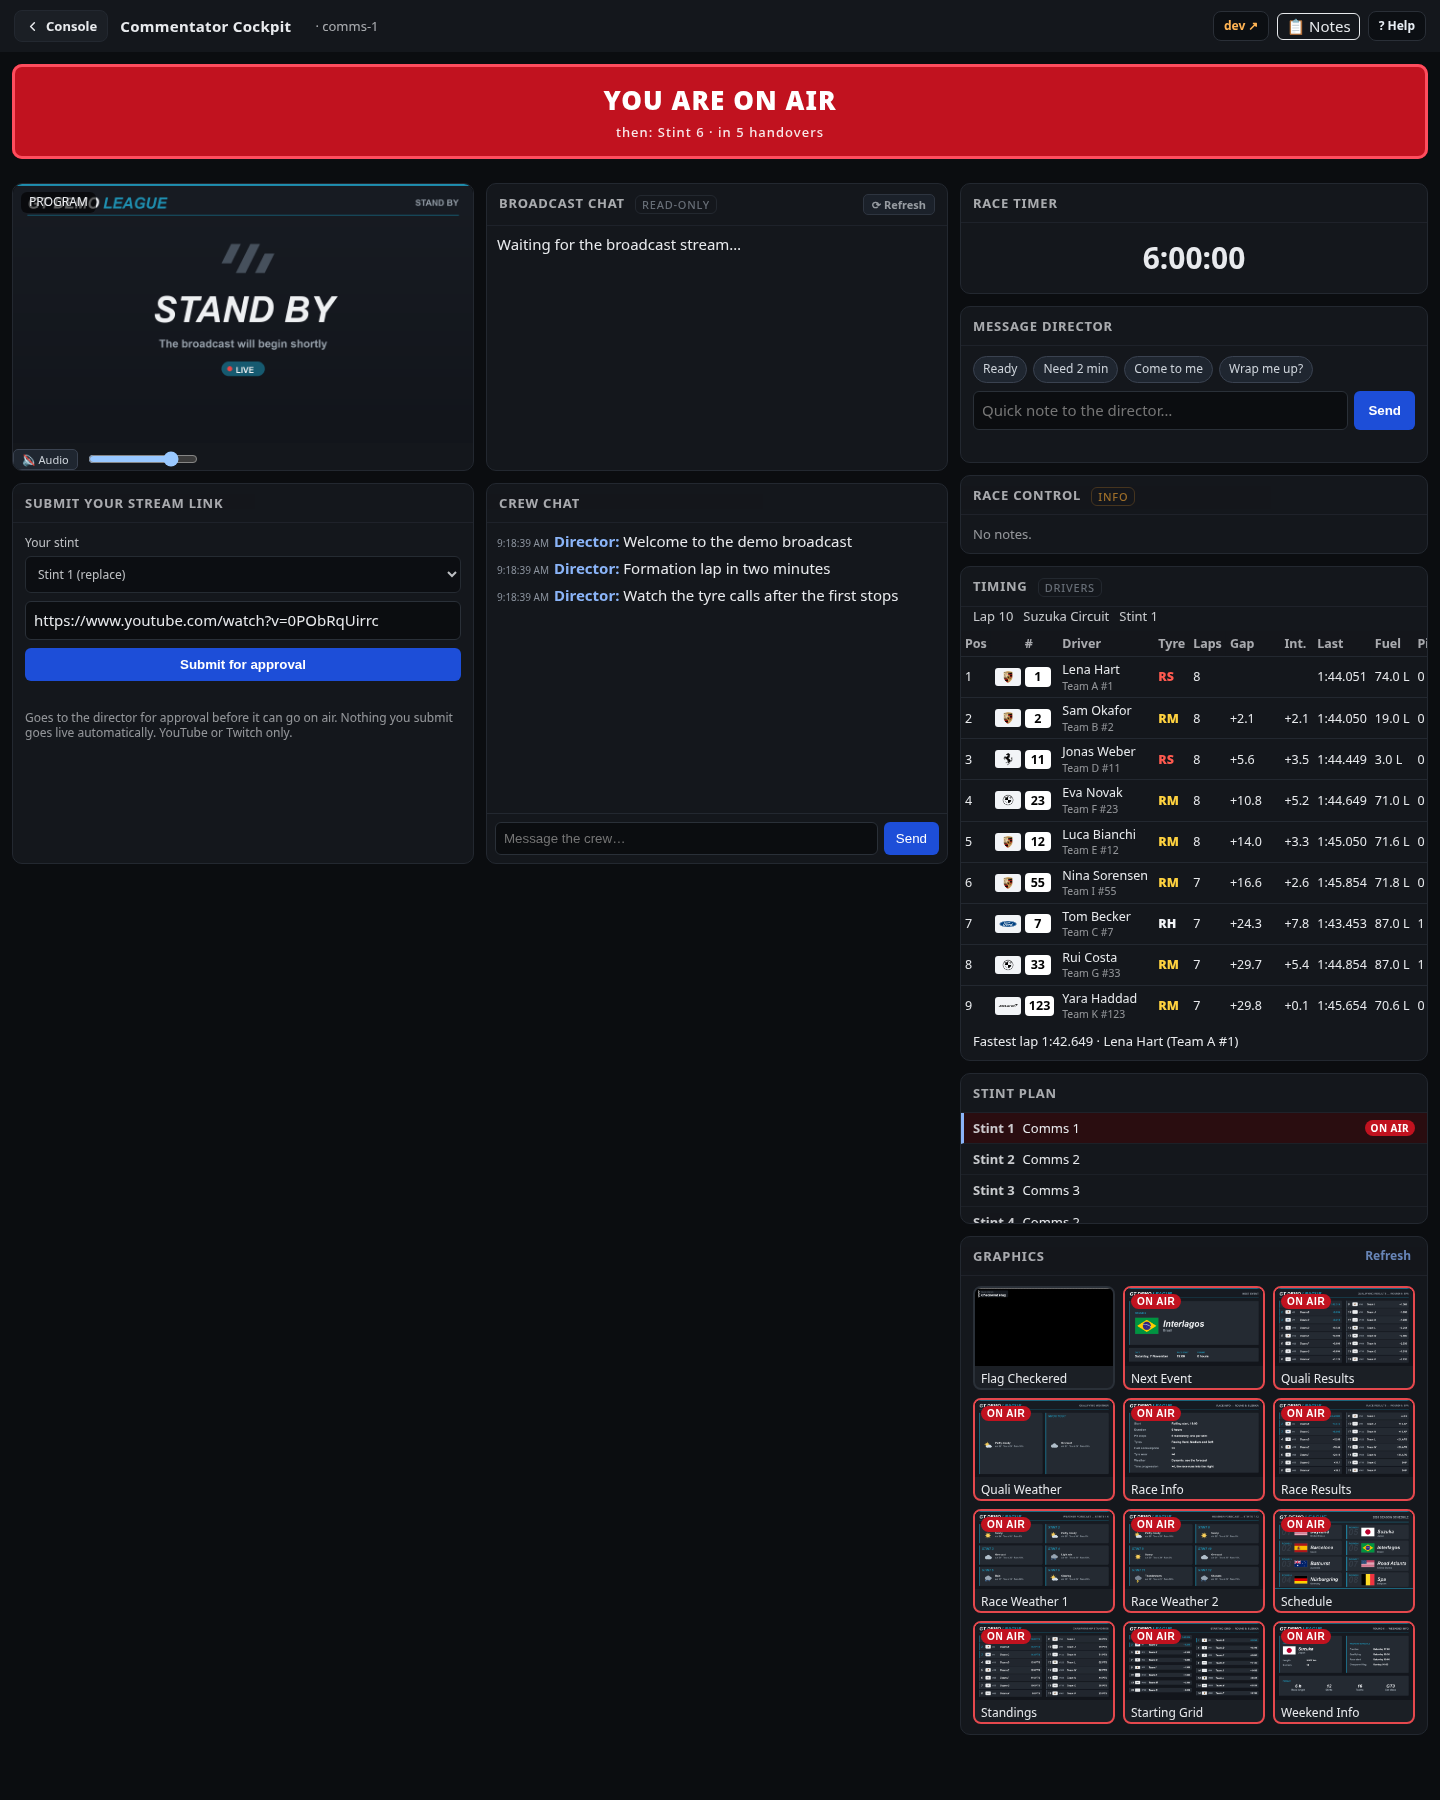 Console
Commentator Cockpit
· comms-1
dev ↗
Notes
? Help
YOU ARE ON AIR
then: Stint 6 · in 5 handovers
PROGRAM
LEAGUE
STAND BY
STAND BY
The broadcast will begin shortly
LIVE
Audio
BROADCAST CHAT
READ-ONLY
⟳ Refresh
Waiting for the broadcast stream…
SUBMIT YOUR STREAM LINK
Your stint
Stint 1 (replace)
https://www.youtube.com/watch?v=0PObRqUirrc
Submit for approval
Goes to the director for approval before it can go on air. Nothing you submit
goes live automatically. YouTube or Twitch only.
CREW CHAT
9:18:39 AM Director: Welcome to the demo broadcast
9:18:39 AM Director: Formation lap in two minutes
9:18:39 AM Director: Watch the tyre calls after the first stops
Message the crew…
Send
RACE TIMER
6:00:00
MESSAGE DIRECTOR
Ready
Need 2 min
Come to me
Wrap me up?
Quick note to the director…
Send
RACE CONTROL
INFO
No notes.
TIMING
DRIVERS
Lap 10 Suzuka Circuit Stint 1
Pos # Driver Tyre Laps Gap Int. Last Fuel
1 1 Lena Hart RS 8 1:44.051 74.0 L 0
Team A #1
2 2 Sam Okafor RM 8 +2.1 +2.1 1:44.050 19.0 L 0
Team B #2
3 11 Jonas Weber RS 8 +5.6 +3.5 1:44.449 3.0 L 0
Team D #11
4 23 Eva Novak RM 8 +10.8 +5.2 1:44.649 71.0 L 0
Team F #23
5 12 Luca Bianchi RM 8 +14.0 +3.3 1:45.050 71.6 L 0
Team E #12
6 55 Nina Sorensen RM 7 +16.6 +2.6 1:45.854 71.8 L 0
Team I #55
7 7 Tom Becker RH 7 +24.3 +7.8 1:43.453 87.0 L 1
Team C #7
8 33 Rui Costa RM 7 +29.7 +5.4 1:44.854 87.0 L 1
Team G #33
9 123 Yara Haddad RM 7 +29.8 +0.1 1:45.654 70.6 L 0
Team K #123
Fastest lap 1:42.649 · Lena Hart (Team A #1)
STINT PLAN
Stint 1 Comms 1 ON AIR
Stint 2 Comms 2
Stint 3 Comms 3
Stint 4 Comms 2
GRAPHICS
Refresh
Flag Checkered
ON AIR
Interlagos
Next Event
ON AIR
Quali Results
ON AIR
Quali Weather
ON AIR
Race Info
ON AIR
Race Results
ON AIR
Race Weather 1
ON AIR
Race Weather 2
ON AIR
Suzuka
Barcelona
Interlagos
Bathurst
Road Atlanta
Nürburgring
Spa
Schedule
ON AIR
Standings
ON AIR
Starting Grid
ON AIR
Suzuka
Weekend Info